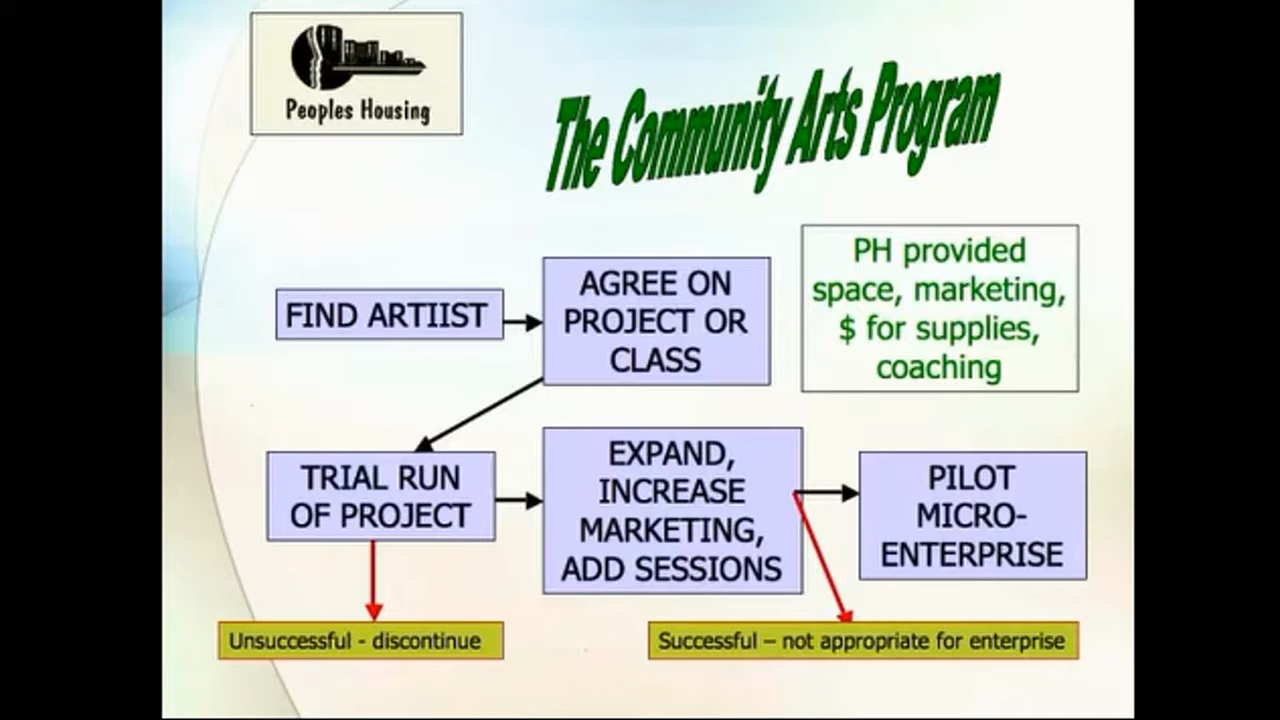 Peoples Housing
The Community Arts Program
FIND ARTIIST
AGREE ON
PROJECT OR
CLASS
PH provided
space, marketing,
$ for supplies,
coaching
TRIAL RUN
OF PROJECT
EXPAND,
INCREASE
MARKETING,
ADD SESSIONS
PILOT
MICRO-
ENTERPRISE
Unsuccessful - discontinue
Successful – not appropriate for enterprise